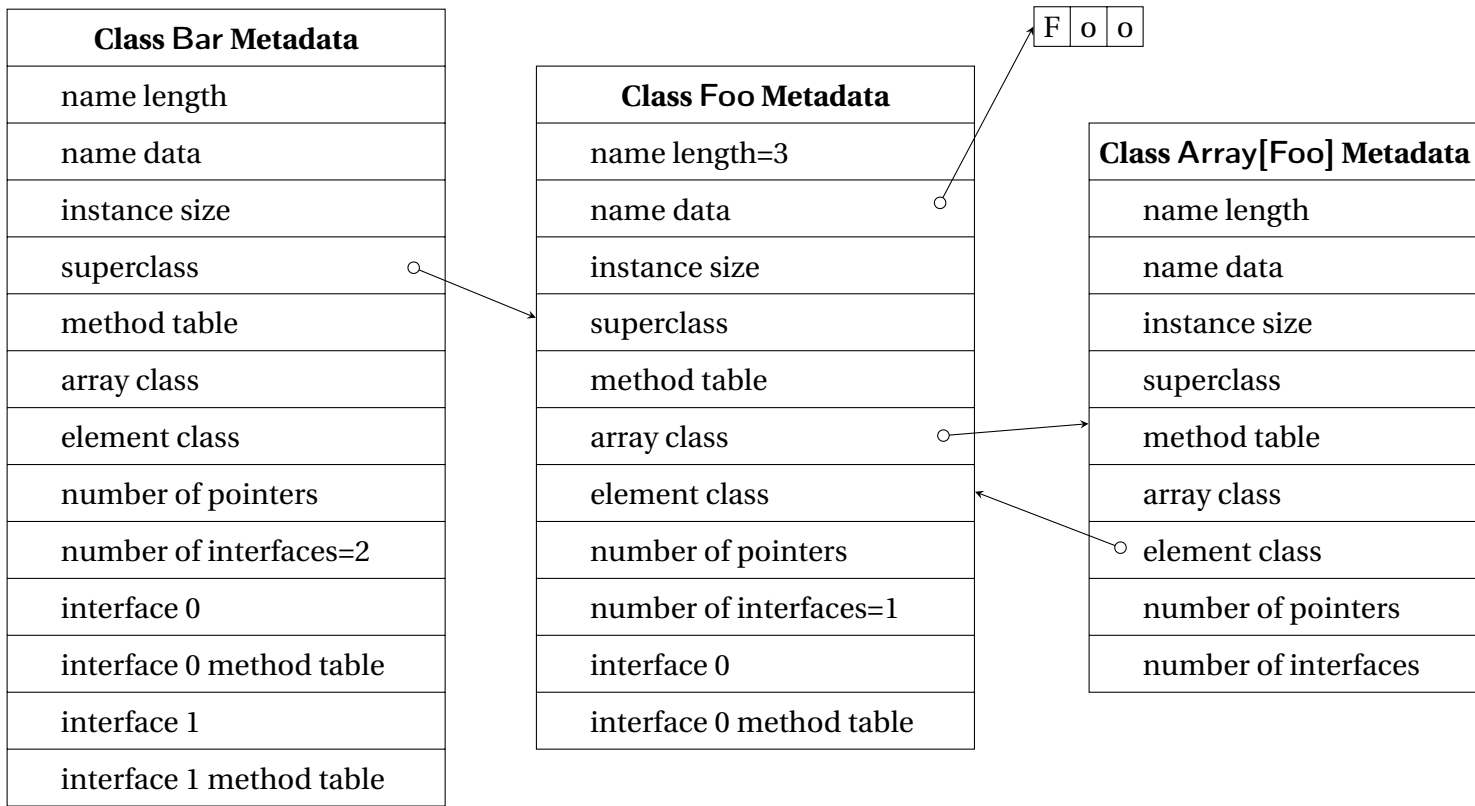 Class Bar Metadata
name length
name data
instance size
superclass
method table
array class
element class
number of pointers
number of interfaces=2
interface 0
interface 0 method table
interface 1
interface 1 method table
Class Foo Metadata
name length=3
name data
instance size
superclass
method table
array class
element class
number of pointers
number of interfaces=1
interface 0
interface 0 method table
F o o
Class Array[Foo] Metadata
name length
name data
instance size
superclass
method table
array class
element class
number of pointers
number of interfaces